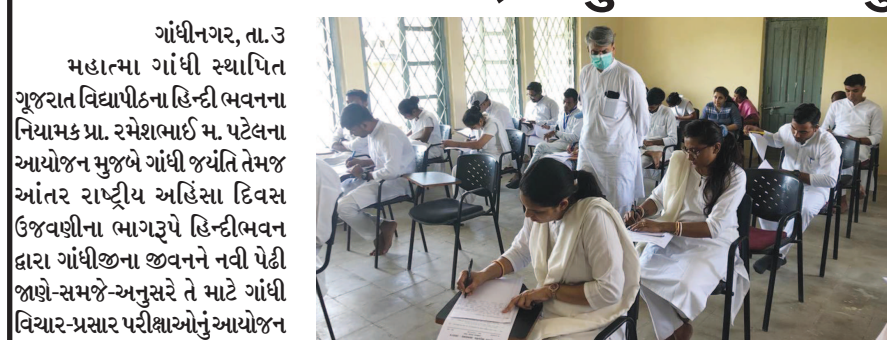 ગાંધીનગર, તા.૩
મહાત્મા ગાંધી સ્થાપિત
ગૂજરાત વિદ્યાપીઠના હિન્દી ભવનના
નિયામક પ્રા. રમેશભાઈ મ. પટેલના
આયોજન મુજબે ગાંધી જયંતિ તેમજ
આંતર રાષ્ટ્રીય અહિંસા દિવસ
ઉજવણીના ભાગરૂપે હિન્દીભવન
દ્વારા ગાંધીજીના જીવનને નવી પેઢી
જાણે-સમજે-અનુસરે તે માટે ગાંધી
વિચાર-પ્રસાર પરીક્ષાઓનું આયોજન